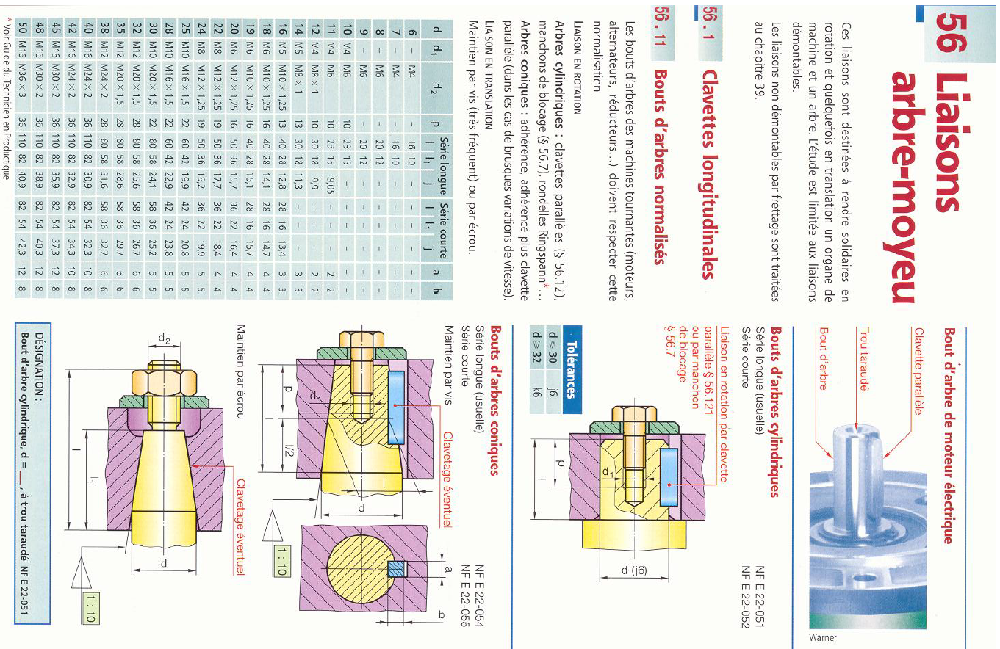 56 Liaisons
arbre-moyeu
Ces liaisons sont destinées à rendre solidaires en
rotation et quelquefois en translation un organe de
machine et un arbre. L'étude est limitée aux liaisons
démontables.
Les liaisons non démontables par frettage sont traitées
au chapitre 39.
56.1 Clavettes longitudinales
56.11 Bouts d'arbres normalisés
Les bouts d'arbres des machines tournantes (moteurs,
alternateurs, réducteurs...) doivent respecter cette
normalisation.
LIAISON EN ROTATION
Arbres cylindriques : clavettes parallèles (§ 56.12),
manchons de blocage (§ 56.7), rondelles Ringspann* ...
Arbres coniques : adhérence, adhérence plus clavette
parallèle (dans les cas de brusques variations de vitesse).
LIAISON EN TRANSLATION
Maintien par vis (très fréquent) ou par écrou.
d d1 d2 p Série longue Série courte a b
l l1 j l l1 j
6 – M4 – 16 10 – – – – – –
7 – M4 – 16 10 – – – – – –
8 – M6 – 20 12 – – – – – –
9 – M6 – 20 12 – – – – – –
10 M4 M6 10 23 15 – – – – – –
11 M4 M6 10 23 15 9,05 – – – 2 2
12 M4 M8 × 1 10 30 18 9,9 – – – 2 2
14 M5 M8 × 1 13 30 18 11,3 – – – 3 3
16 M5 M10 × 1,25 13 40 28 12,8 28 16 13,4 3 3
18 M6 M10 × 1,25 16 40 28 14,1 28 16 14,7 4 4
19 M6 M10 × 1,25 16 40 28 15,1 28 16 15,7 4 4
20 M6 M12 × 1,25 16 50 36 15,7 36 22 16,4 4 4
22 M8 M12 × 1,25 19 50 36 17,7 36 22 18,4 4 4
24 M8 M12 × 1,25 19 50 36 19,2 36 22 19,9 5 5
25 M10 M16 × 1,5 22 60 42 19,9 42 24 20,8 5 5
28 M10 M16 × 1,5 22 60 42 22,9 42 24 23,8 5 5
30 M10 M20 × 1,5 22 80 58 24,1 58 36 25,2 5 5
32 M12 M20 × 1,5 28 80 58 25,6 58 36 26,7 6 6
35 M12 M20 × 1,5 28 80 58 28,6 58 36 29,7 6 6
38 M12 M24 × 2 28 80 58 31,6 58 36 32,7 6 6
40 M16 M24 × 2 36 110 82 30,9 82 54 32,3 10 8
42 M16 M24 × 2 36 110 82 32,9 82 54 34,3 10 8
45 M16 M30 × 2 36 110 82 35,9 82 54 37,3 12 8
48 M16 M30 × 2 36 110 82 38,9 82 54 40,3 12 8
50 M16 M36 × 3 36 110 82 40,9 82 54 42,3 12 8
* Voir Guide du Technicien en Productique.
Bout d'arbre de moteur électrique
Clavette parallèle
Trou taraudé
Bout d'arbre
Warner
Bouts d'arbres cylindriques
Série longue (usuelle) NF E 22-051
Série courte NF E 22-052
Liaison en rotation par clavette
parallèle § 56.121
ou par manchon
de blocage
§ 56.7
Tolérances
d ⩽ 30 j6
d ⩾ 32 k6
p
l
d1
d (j6)
Bouts d'arbres coniques
Série longue (usuelle) NF E 22-054
Série courte NF E 22-055
Maintien par vis
Clavetage éventuel
p
d1
l
l/2
j
d
1 : 10
a
b
Maintien par écrou
Clavetage éventuel
d2
l
l1
d
1 : 10
DÉSIGNATION :
Bout d'arbre cylindrique, d = __ , à trou taraudé NF E 22-051